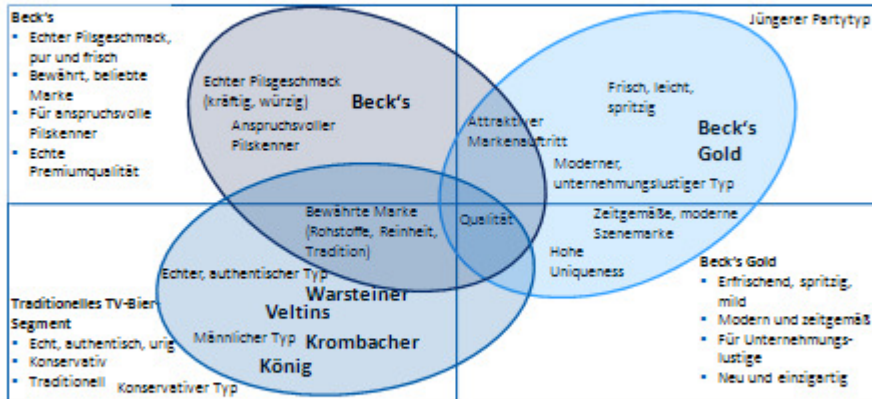 Beck's
▪ Echter Pilsgeschmack,
pur und frisch
▪ Bewährt, beliebte
Marke
▪ Für anspruchsvolle
Pilskenner
▪ Echte
Premiumqualität
Echter Pilsgeschmack
(kräftig, würzig)
Beck's
Anspruchsvoller
Pilskenner
Jüngerer Partytyp
Frisch, leicht,
spritzig
Attraktiver
Markenauftritt
Beck's
Gold
Moderner,
unternehmungslustiger Typ
Bewährte Marke
(Rohstoffe, Reinheit,
Tradition)
Qualität
Zeitgemäße, moderne
Szenemarke
Hohe
Uniqueness
Echter, authentischer Typ
Warsteiner
Veltins
Männlicher Typ
Krombacher
König
Konservativer Typ
Traditionelles TV-Bier-
Segment
▪ Echt, authentisch, urig
▪ Konservativ
▪ Traditionell
Beck's Gold
▪ Erfrischend, spritzig,
mild
▪ Modern und zeitgemäß
▪ Für Unternehmungs-
lustige
▪ Neu und einzigartig